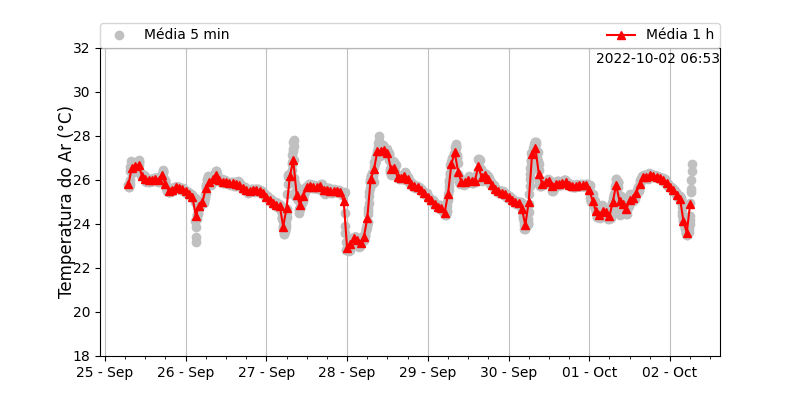 Média 5 min
Média 1 h
2022-10-02 06:53
Temperatura do Ar (°C)
32
30
28
26
24
22
20
18
25 - Sep
26 - Sep
27 - Sep
28 - Sep
29 - Sep
30 - Sep
01 - Oct
02 - Oct